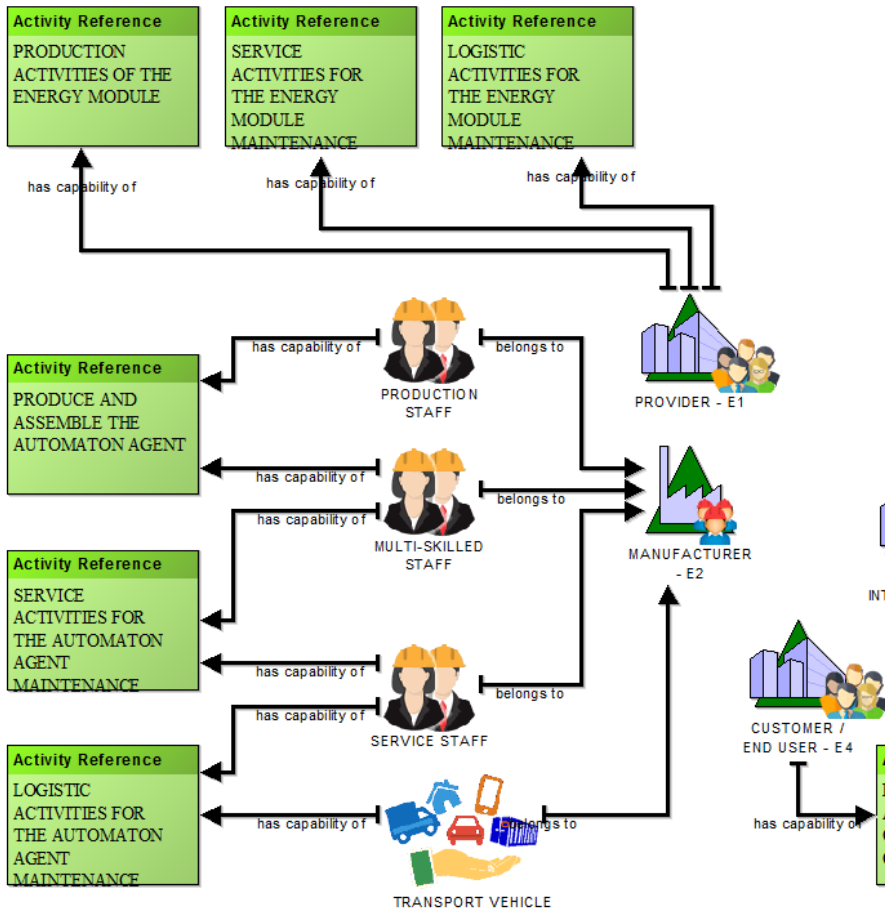 Activity Reference
PRODUCTION
ACTIVITIES OF THE
ENERGY MODULE
Activity Reference
SERVICE
ACTIVITIES FOR
THE ENERGY
MODULE
MAINTENANCE
Activity Reference
LOGISTIC
ACTIVITIES FOR
THE ENERGY
MODULE
MAINTENANCE
has capability of
has capability of
has capability of
PROVIDER - E1
Activity Reference
PRODUCE AND
ASSEMBLE THE
AUTOMATON AGENT
has capability of
belongs to
PRODUCTION
STAFF
has capability of
belongs to
has capability of
MULTI-SKILLED
STAFF
MANUFACTURER
- E2
Activity Reference
SERVICE
ACTIVITIES FOR
THE AUTOMATON
AGENT
MAINTENANCE
has capability of
belongs to
has capability of
SERVICE STAFF
INT
CUSTOMER /
END USER - E4
Activity Reference
LOGISTIC
ACTIVITIES FOR
THE AUTOMATON
AGENT
MAINTENANCE
has capability of
belongs to
TRANSPORT VEHICLE
has capability of